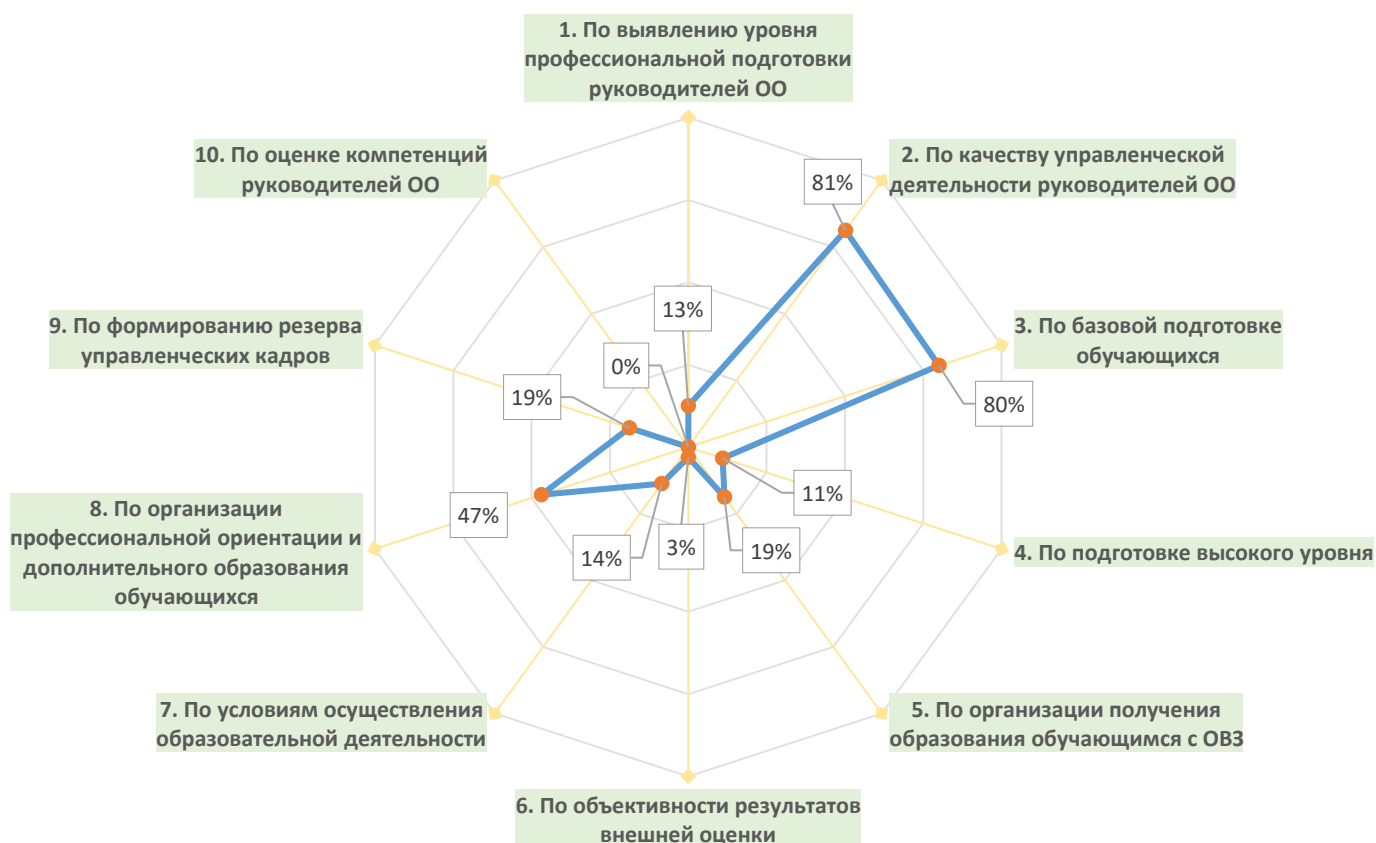 1. По выявлению уровня
профессиональной подготовки
руководителей ОО
10. По оценке компетенций
руководителей ОО
2. По качеству управленческой
деятельности руководителей ОО
81%
13%
9. По формированию резерва
управленческих кадров
3. По базовой подготовке
обучающихся
0%
19%
80%
8. По организации
профессиональной ориентации и
дополнительного образования
обучающихся
47%
11%
4. По подготовке высокого уровня
14%
3%
19%
7. По условиям осуществления
образовательной деятельности
5. По организации получения
образования обучающимся с ОВЗ
6. По объективности результатов
внешней оценки